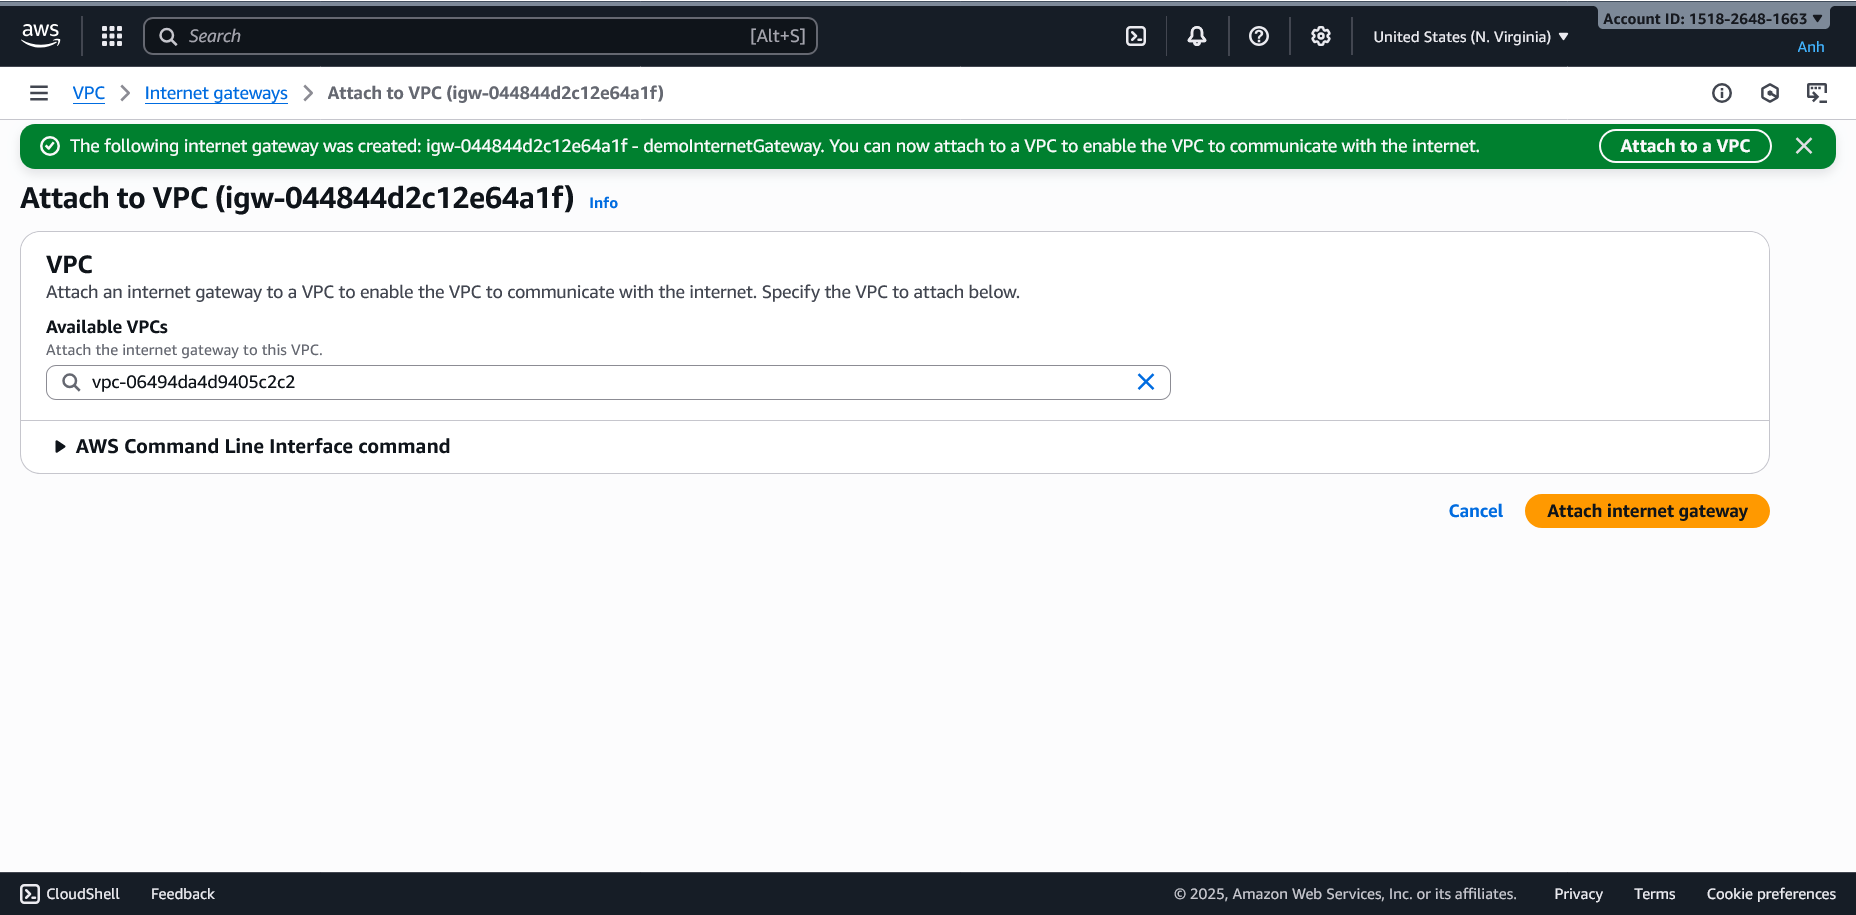 aws
Search
[Alt+S]
United States (N. Virginia)
Account ID: 1518-2648-1663
Anh
VPC
Internet gateways
Attach to VPC (igw-044844d2c12e64a1f)
The following internet gateway was created: igw-044844d2c12e64a1f - demoInternetGateway. You can now attach to a VPC to enable the VPC to communicate with the internet.
Attach to a VPC
Attach to VPC (igw-044844d2c12e64a1f)
Info
VPC
Attach an internet gateway to a VPC to enable the VPC to communicate with the internet. Specify the VPC to attach below.
Available VPCs
Attach the internet gateway to this VPC.
vpc-06494da4d9405c2c2
AWS Command Line Interface command
Cancel
Attach internet gateway
CloudShell
Feedback
© 2025, Amazon Web Services, Inc. or its affiliates.
Privacy
Terms
Cookie preferences